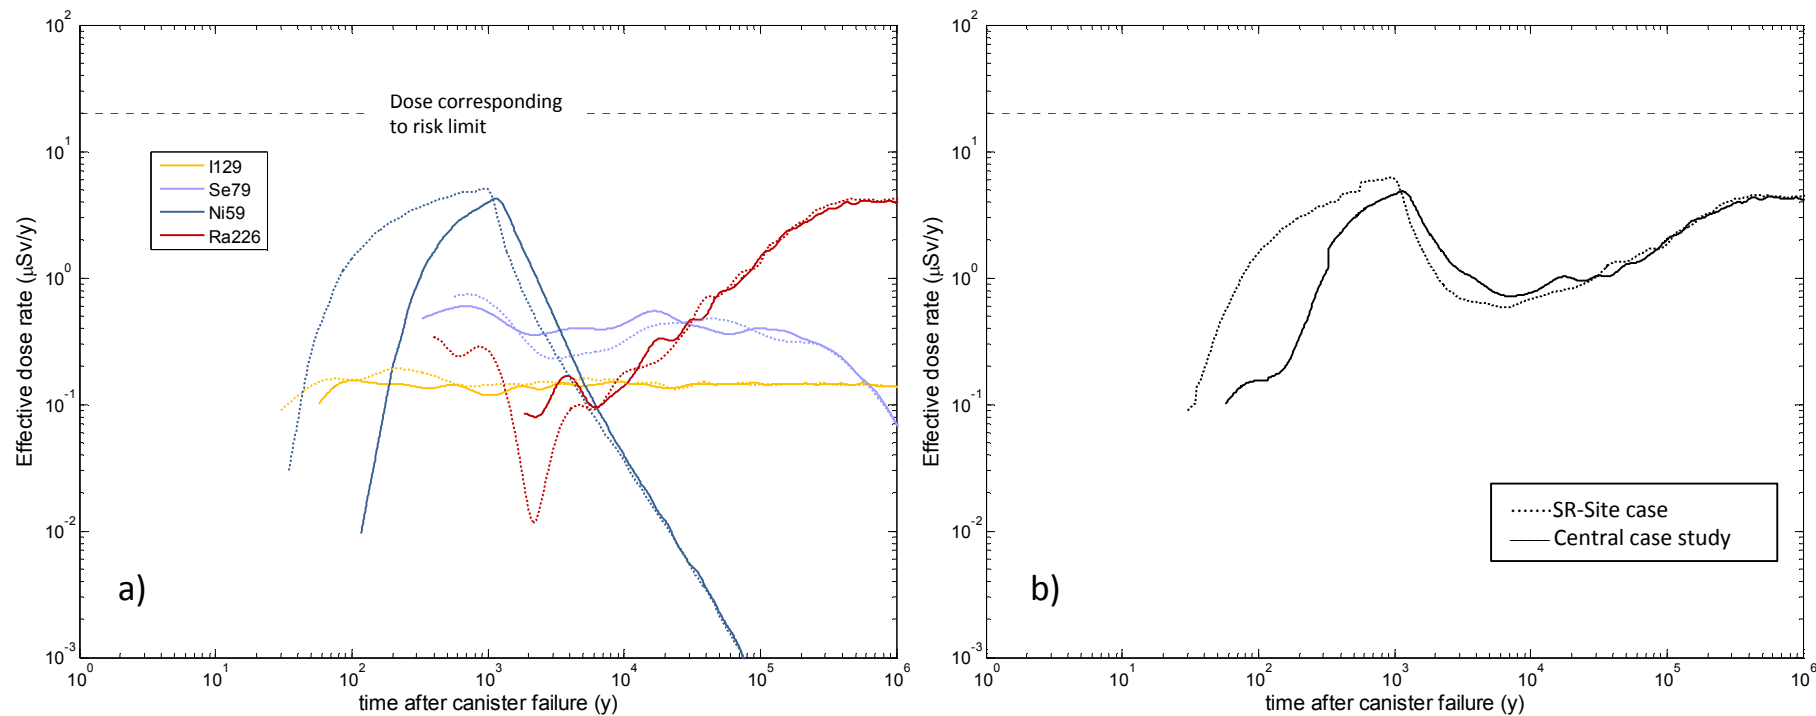 10^2
10^1
10^0
10^-1
10^-2
10^-3
Effective dose rate (μSv/y)
Dose corresponding
to risk limit
I129
Se79
Ni59
Ra226
a)
10^0 10^1 10^2 10^3 10^4 10^5 10^6
time after canister failure (y)
10^2
10^1
10^0
10^-1
10^-2
10^-3
Effective dose rate (μSv/y)
SR-Site case
Central case study
b)
10^0 10^1 10^2 10^3 10^4 10^5 10^6
time after canister failure (y)